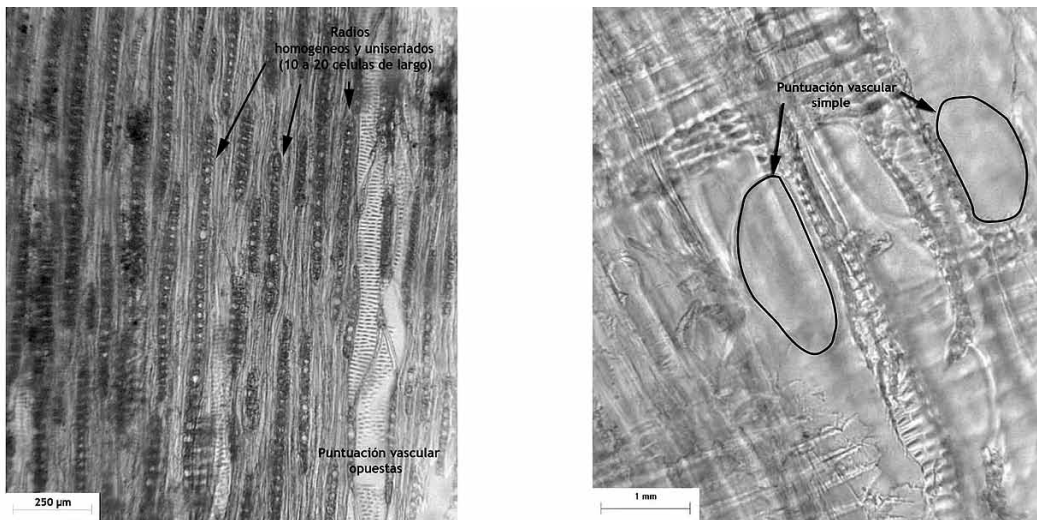 Radios
homogeneos y uniseriados
(10 a 20 celulas de largo)
Puntuación vascular
opuestas
250 µm
Puntuación vascular
simple
1 mm